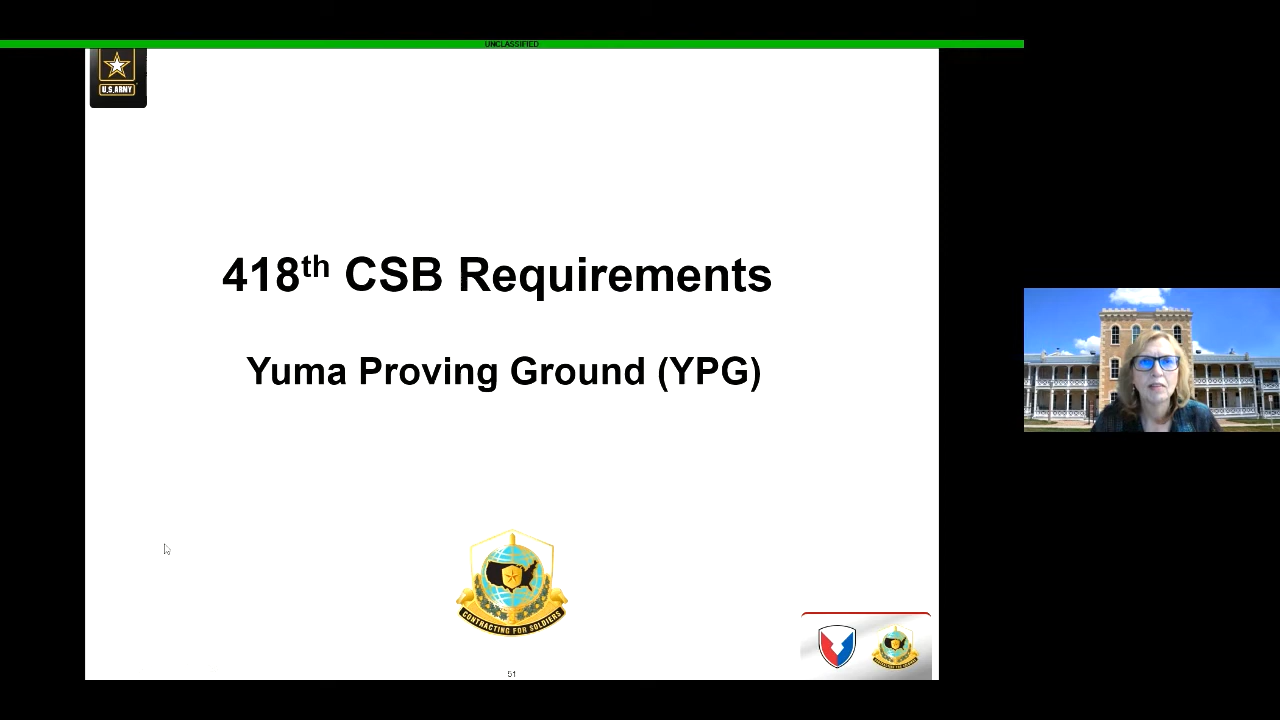 UNCLASSIFIED
U.S. ARMY
418th CSB Requirements
Yuma Proving Ground (YPG)
CONTRACTING FOR SOLDIERS
51